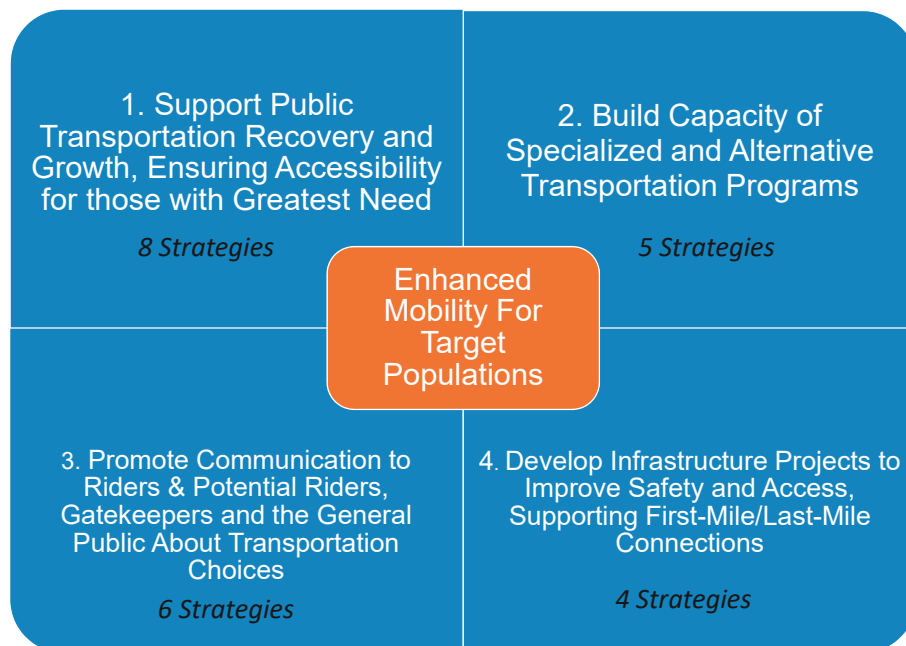 1. Support Public
Transportation Recovery and
Growth, Ensuring Accessibility
for those with Greatest Need
8 Strategies
2. Build Capacity of
Specialized and Alternative
Transportation Programs
5 Strategies
Enhanced
Mobility For
Target
Populations
3. Promote Communication to
Riders & Potential Riders,
Gatekeepers and the General
Public About Transportation
Choices
6 Strategies
4. Develop Infrastructure Projects to
Improve Safety and Access,
Supporting First-Mile/Last-Mile
Connections
4 Strategies